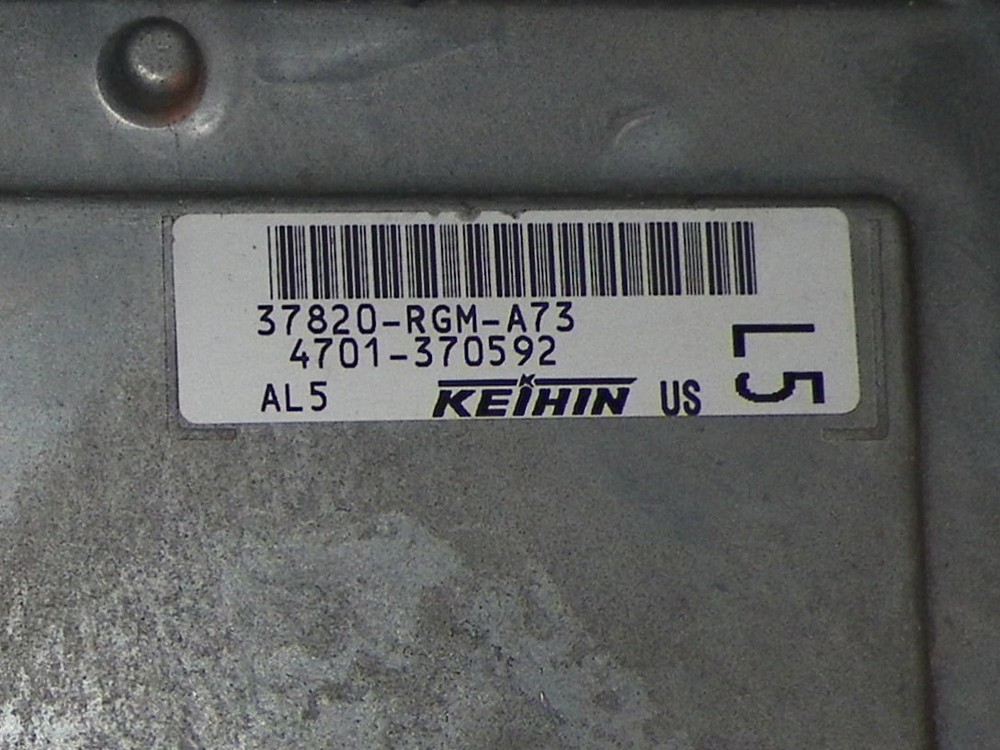 37820-RGM-A73
4701-370592
AL5 KEIHIN US
L5